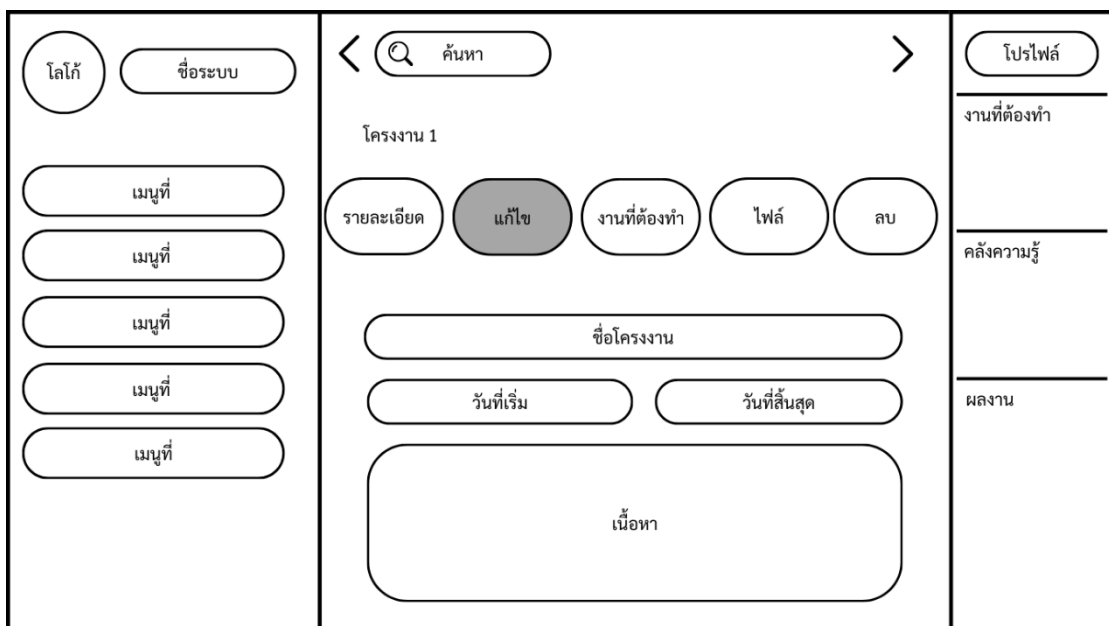 โลโก้
ชื่อระบบ
เมนูที่
เมนูที่
เมนูที่
เมนูที่
เมนูที่
ค้นหา
โครงงาน 1
รายละเอียด
แก้ไข
งานที่ต้องทำ
ไฟล์
ลบ
ชื่อโครงงาน
วันที่เริ่ม
วันที่สิ้นสุด
เนื้อหา
โปรไฟล์
งานที่ต้องทำ
คลังความรู้
ผลงาน